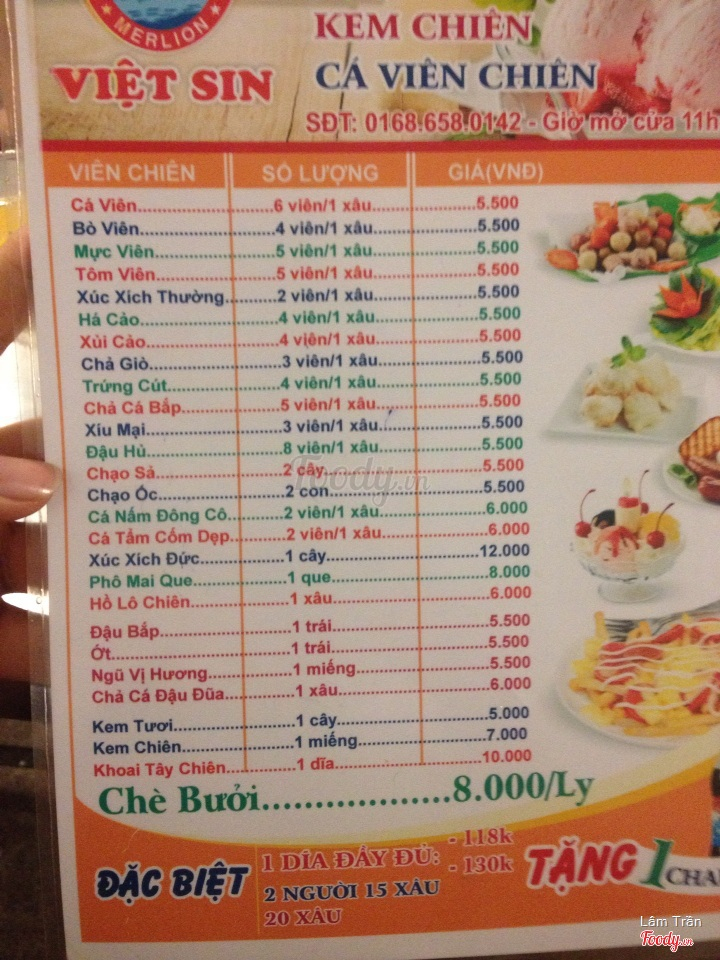 MERLION
VIỆT SIN
KEM CHIÊN
CÁ VIÊN CHIÊN
SĐT: 0168.658.0142 - Giờ mở cửa 11h
VIÊN CHIÊN SỐ LƯỢNG GIÁ(VNĐ)
Cá Viên.....................6 viên/1 xâu...............5.500
Bò Viên.....................4 viên/1 xâu...............5.500
Mực Viên....................5 viên/1 xâu...............5.500
Tôm Viên....................5 viên/1 xâu...............5.500
Xúc Xích Thường.........2 viên/1 xâu...............5.500
Há Cảo......................4 viên/1 xâu...............5.500
Xủi Cảo.....................4 viên/1 xâu...............5.500
Chả Giò.....................3 viên/1 xâu...............5.500
Trứng Cút...................4 viên/1 xâu...............5.500
Chả Cá Bắp..................5 viên/1 xâu...............5.500
Xíu Mại.....................3 viên/1 xâu...............5.500
Đậu Hủ......................8 viên/1 xâu...............5.500
Chạo Sả.....................2 cây......................5.500
Chạo Ốc.....................2 con......................5.500
Cá Nấm Đông Cô..........2 viên/1 xâu...............6.000
Cá Tẩm Cốm Dẹp..........2 viên/1 xâu...............6.000
Xúc Xích Đức................1 cây......................12.000
Phô Mai Que.................1 que......................8.000
Hồ Lô Chiên.................1 xâu......................6.000
Đậu Bắp.....................1 trái.....................5.500
Ớt..........................1 trái.....................5.500
Ngũ Vị Hương................1 miếng....................5.500
Chả Cá Đậu Đũa..............1 xâu......................6.000
Kem Tươi....................1 cây......................5.000
Kem Chiên...................1 miếng....................7.000
Khoai Tây Chiên.............1 dĩa......................10.000
Chè Bưởi...................8.000/Ly
ĐẶC BIỆT
1 DĨA ĐẦY ĐỦ: - 118k
- 130k
2 NGƯỜI 15 XÂU
20 XÂU
TẶNG 1 CHAI
Foody.vn
Lâm Trần
Foody.vn